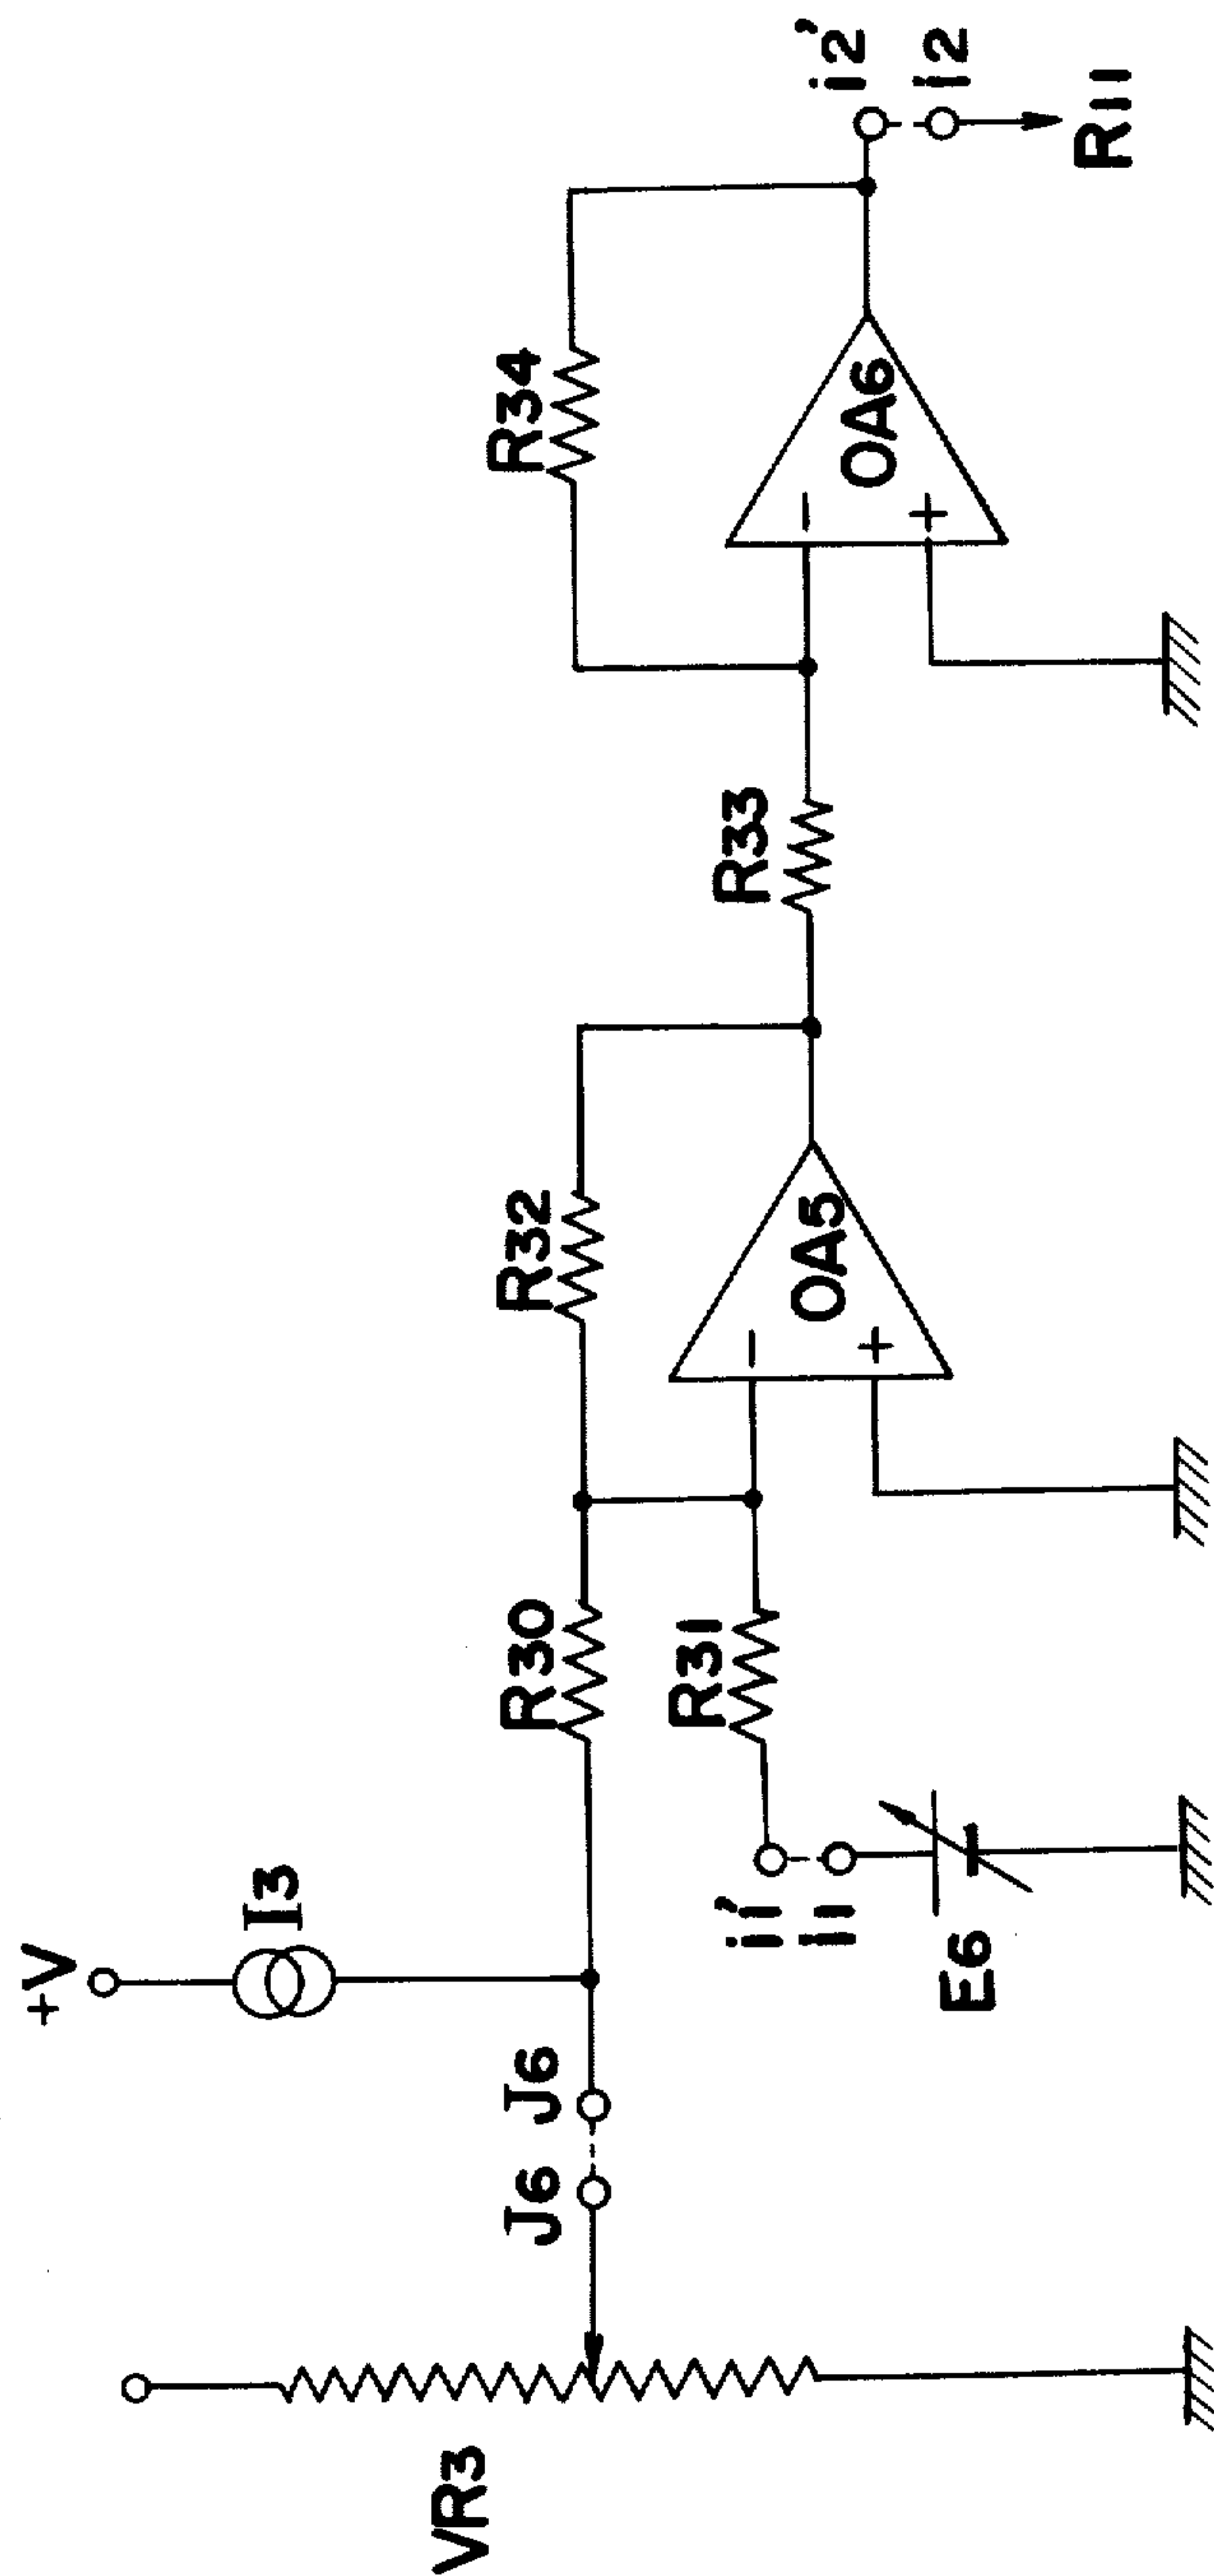 VR3
J6
J6
+V
I3
R30
R31
i1'
i1
E6
R32
-
+
OA5
R33
R34
-
+
OA6
i2'
i2
R11